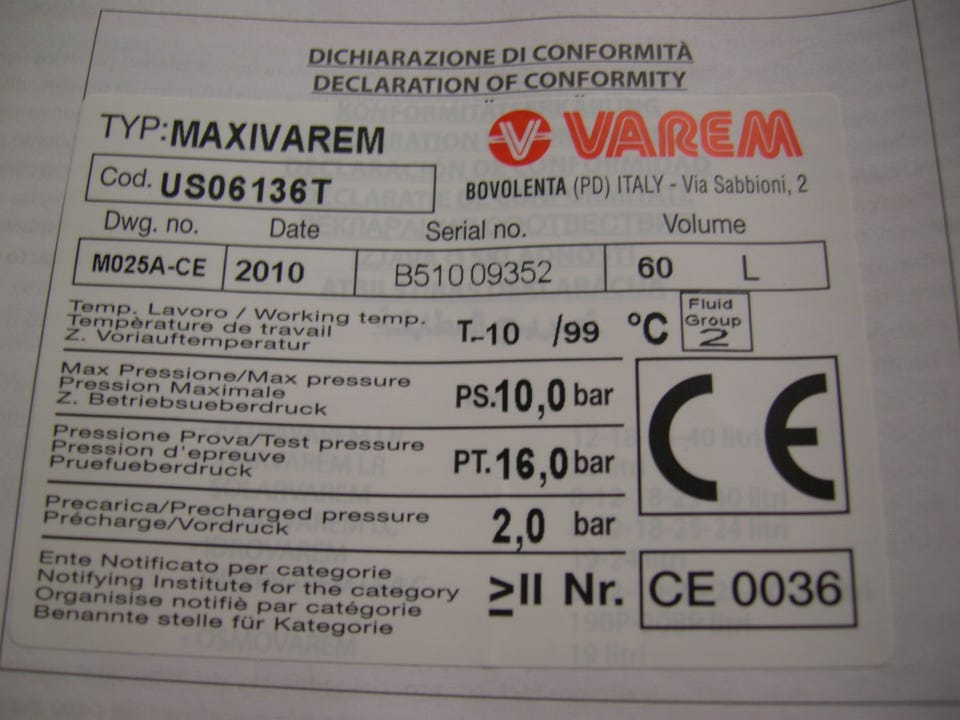 DICHIARAZIONE DI CONFORMITÀ
DECLARATION OF CONFORMITY
TYP:MAXIVAREM
VAREM
Cod. US06136T
BOVOLENTA (PD) ITALY - Via Sabbioni, 2
Dwg. no. Date Serial no. Volume
M025A-CE 2010 B510 09352 60 L
Temp. Lavoro / Working temp.
Tempèrature de travail
Z. Voriauftemperatur
T.-10 /99 °C
Fluid
Group
2
Max Pressione/Max pressure
Pression Maximale
Z. Betriebsueberdruck
PS.10,0 bar
CE
Pressione Prova/Test pressure
Pression d'epreuve
Pruefueberdruck
PT.16,0 bar
Precarica/Precharged pressure
Précharge/Vordruck
2,0 bar
Ente Notificato per categorie
Notifying Institute for the category
Organisise notifiè par catégorie
Benannte stelle für Kategorie
≥II Nr. CE 0036